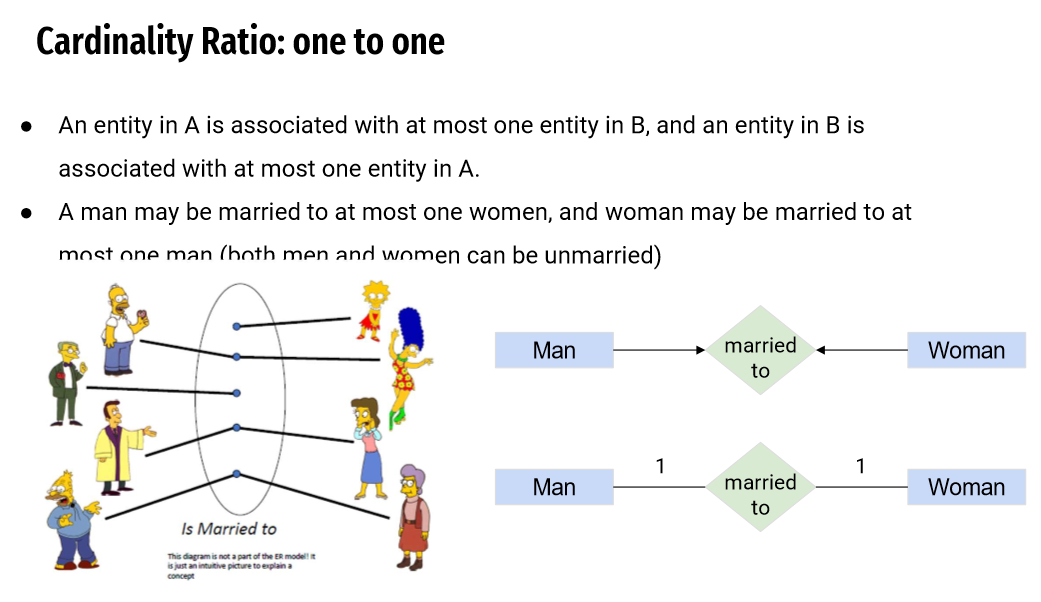 Cardinality Ratio: one to one
● An entity in A is associated with at most one entity in B, and an entity in B is
associated with at most one entity in A.
● A man may be married to at most one women, and woman may be married to at
most one man (both men and women can be unmarried)
Man
married
to
Woman
Man
1
married
to
1
Woman
Is Married to
This diagram is not a part of the ER model! It
is just an intuitive picture to explain a
concept